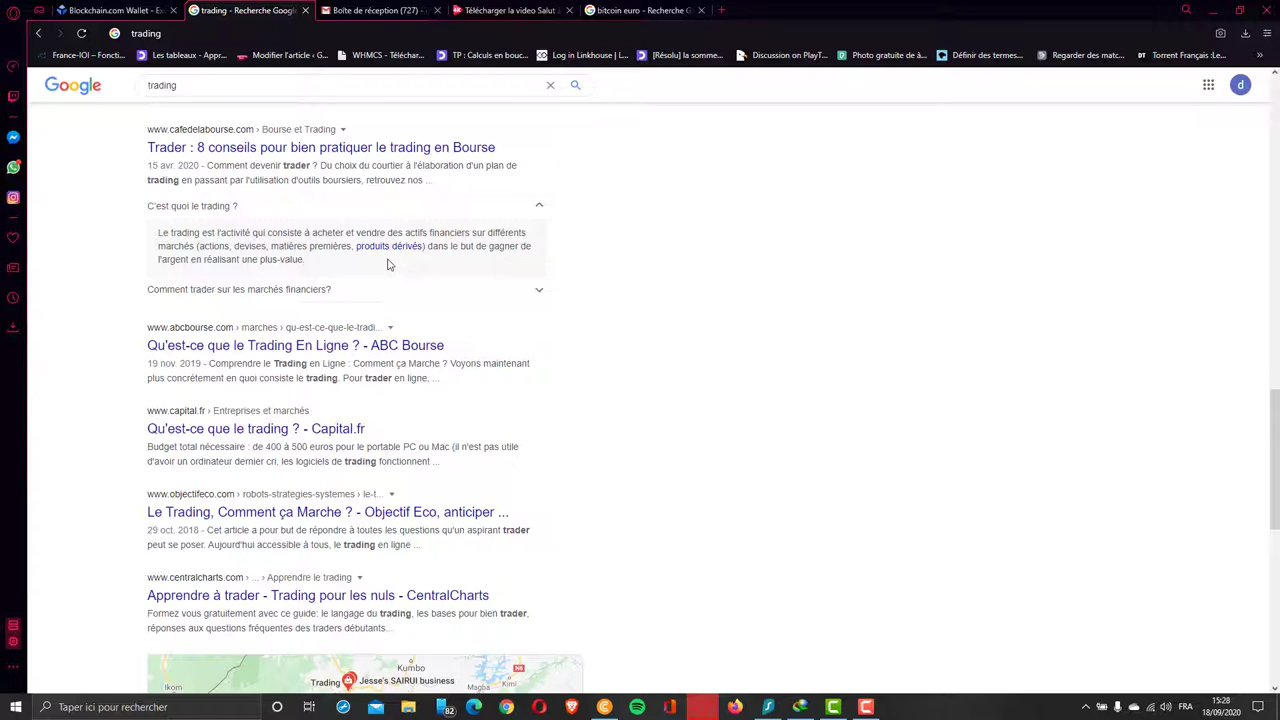 Blockchain.com Wallet - Ex
trading - Recherche Google
Boîte de réception (727) -
Télécharger la video Salut
bitcoin euro - Recherche G
trading
France-IOI – Fonction
Les tableaux - Apr
Modifier l'article - G
WHMCS - Téléchar
TP : Calculs en bouc
Log in Linkhouse | L
[Résolu] la somme
Discussion on PlayT
Photo gratuite de
Définir des termes
Regarder des matc
DT Torrent Français :Le
Google
trading
d
www.cafedelabourse.com › Bourse et Trading
Trader : 8 conseils pour bien pratiquer le trading en Bourse
15 avr. 2020 - Comment devenir trader ? Du choix du courtier à l'élaboration d'un plan de
trading en passant par l'utilisation d'outils boursiers, retrouvez nos ...
C'est quoi le trading ?
Le trading est l'activité qui consiste à acheter et vendre des actifs financiers sur différents
marchés (actions, devises, matières premières, produits dérivés) dans le but de gagner de
l'argent en réalisant une plus-value.
Comment trader sur les marchés financiers?
www.abcbourse.com › marches › qu-est-ce-que-le-tradi...
Qu'est-ce que le Trading En Ligne ? - ABC Bourse
19 nov. 2019 - Comprendre le Trading en Ligne : Comment ça Marche ? Voyons maintenant
plus concrétement en quoi consiste le trading. Pour trader en ligne, ...
www.capital.fr › Entreprises et marchés
Qu'est-ce que le trading ? - Capital.fr
Budget total nécessaire : de 400 à 500 euros pour le portable PC ou Mac (il n'est pas utile
d'avoir un ordinateur dernier cri, les logiciels de trading fonctionnent ...
www.objectifeco.com › robots-strategies-systemes › le-t...
Le Trading, Comment ça Marche ? - Objectif Eco, anticiper ...
29 oct. 2018 - Cet article a pour but de répondre à toutes les questions qu'un aspirant trader
peut se poser. Aujourd'hui accessible à tous, le trading en ligne ...
www.centralcharts.com › ... › Apprendre le trading
Apprendre à trader - Trading pour les nuls - CentralCharts
Formez vous gratuitement avec ce guide: le langage du trading, les bases pour bien trader,
réponses aux questions fréquentes des traders débutants...
Kumbo
N6
Trading
Jesse's SAIRUI business
Ikom
Magba
Kimi
Taper ici pour rechercher
82
FRA
15:28
18/09/2020